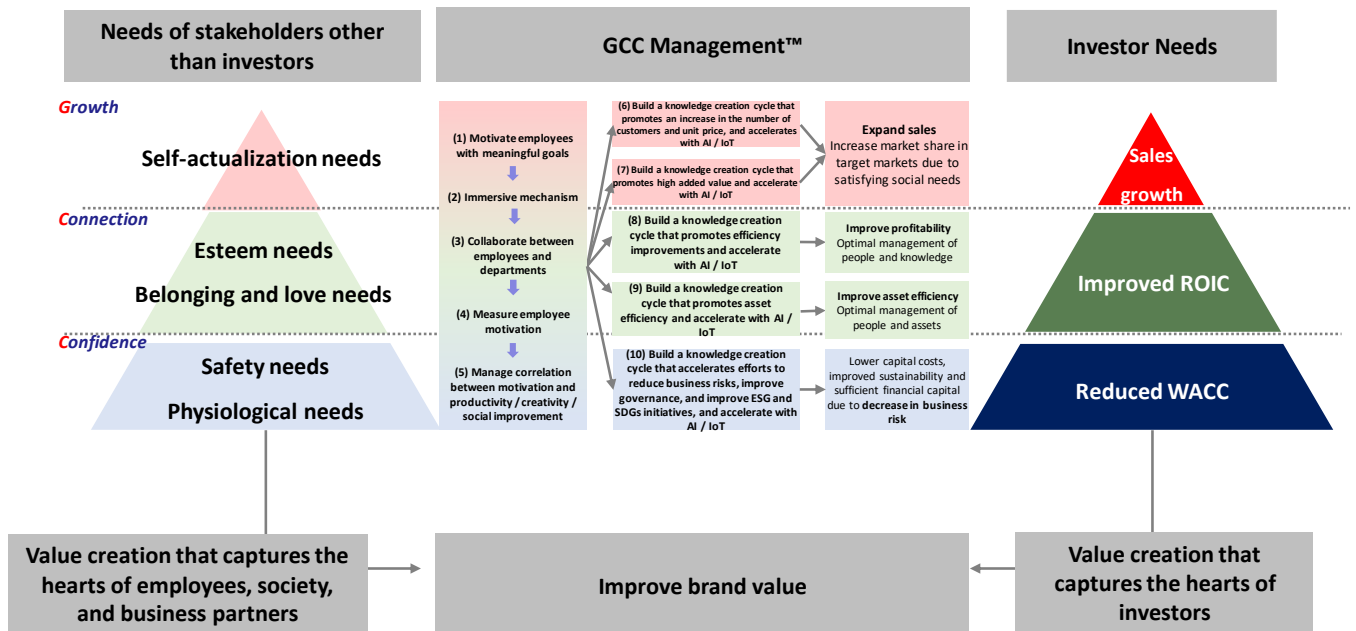 Needs of stakeholders other
than investors
GCC Management™
Investor Needs
Growth
Self-actualization needs
Connection
Esteem needs
Belonging and love needs
Confidence
Safety needs
Physiological needs
(1) Motivate employees
with meaningful goals
(2) Immersive mechanism
(3) Collaborate between
employees and
departments
(4) Measure employee
motivation
(5) Manage correlation
between motivation and
productivity / creativity /
social improvement
(6) Build a knowledge creation cycle that
promotes an increase in the number of
customers and unit price, and accelerates
with AI / IoT
(7) Build a knowledge creation cycle that
promotes high added value and accelerate
with AI / IoT
(8) Build a knowledge creation
cycle that promotes efficiency
improvements and accelerate
with AI / IoT
(9) Build a knowledge creation
cycle that promotes asset
efficiency and accelerate with AI /
IoT
(10) Build a knowledge creation
cycle that accelerates efforts to
reduce business risks, improve
governance, and improve ESG and
SDGs initiatives, and accelerate with
AI / IoT
Expand sales
Increase market share in
target markets due to
satisfying social needs
Improve profitability
Optimal management of
people and knowledge
Improve asset efficiency
Optimal management of
people and assets
Lower capital costs,
improved sustainability and
sufficient financial capital
due to decrease in business
risk
Sales
growth
Improved ROIC
Reduced WACC
Value creation that captures the
hearts of employees, society,
and business partners
Improve brand value
Value creation that
captures the hearts of
investors